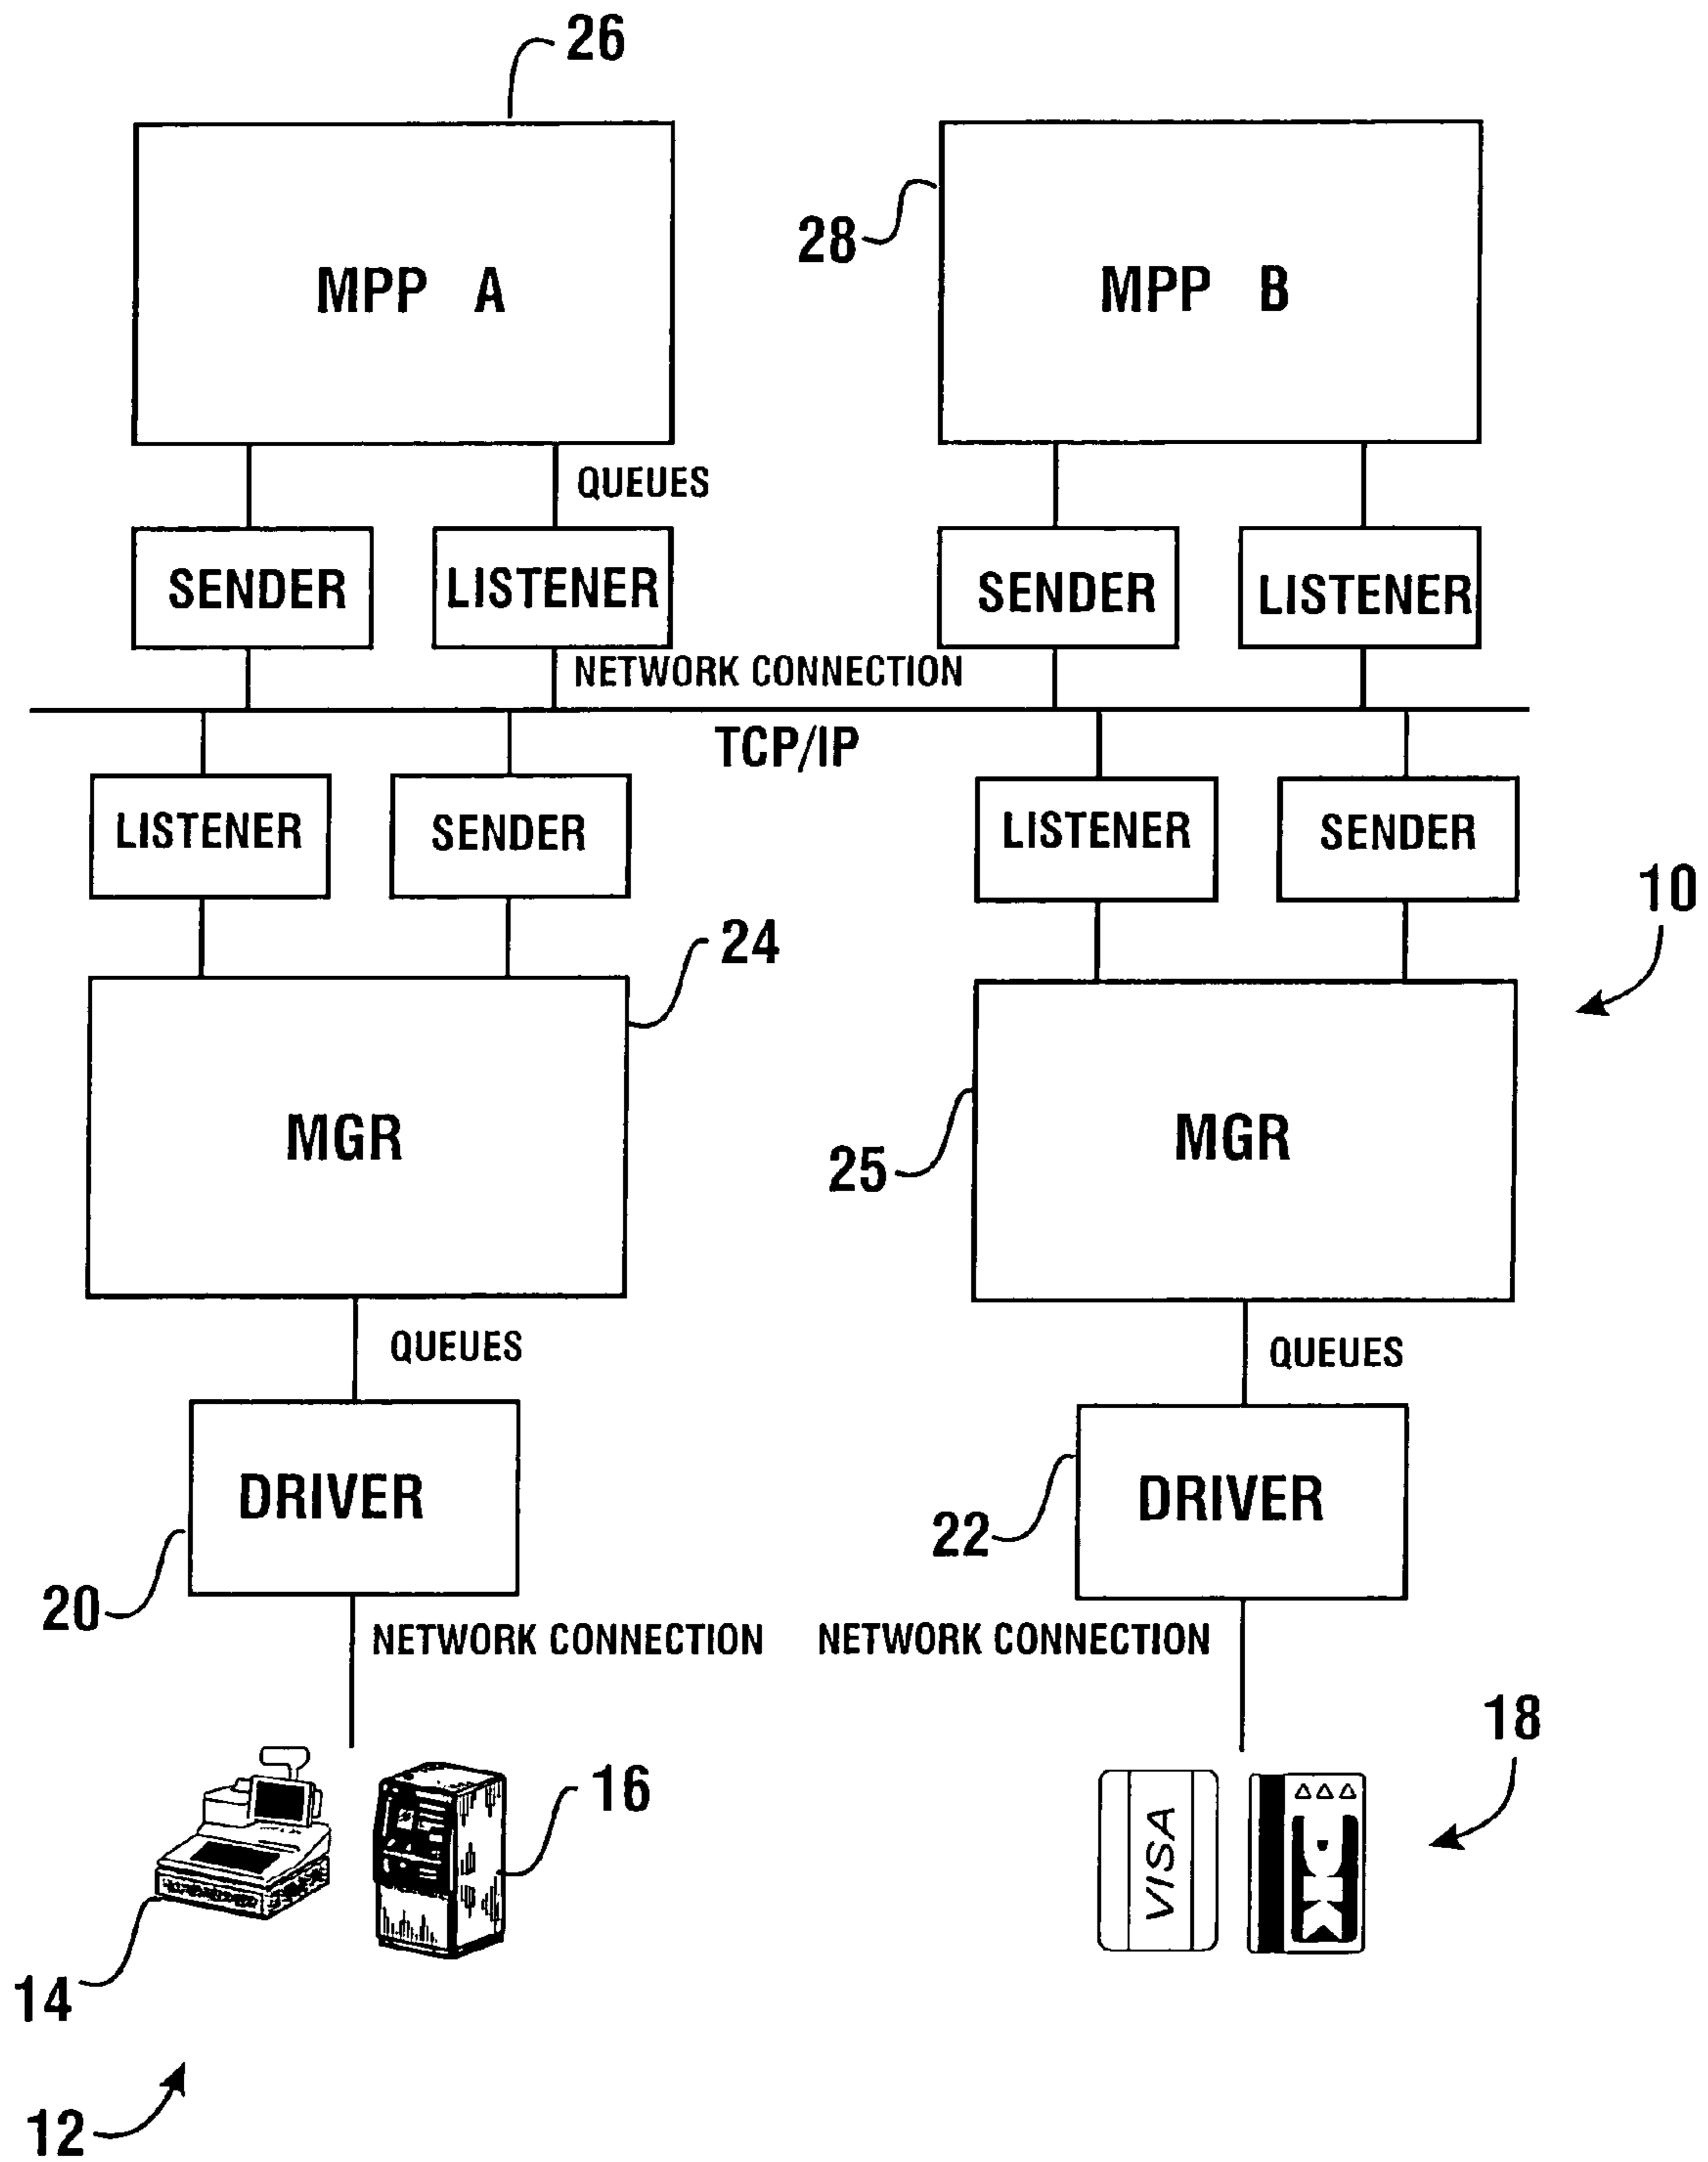 26
28
MPP A
MPP B
QUEUES
SENDER
LISTENER
SENDER
LISTENER
NETWORK CONNECTION
TCP/IP
LISTENER
SENDER
LISTENER
SENDER
10
24
MGR
25
MGR
QUEUES
QUEUES
DRIVER
20
22
DRIVER
NETWORK CONNECTION
NETWORK CONNECTION
18
16
VISA
14
12